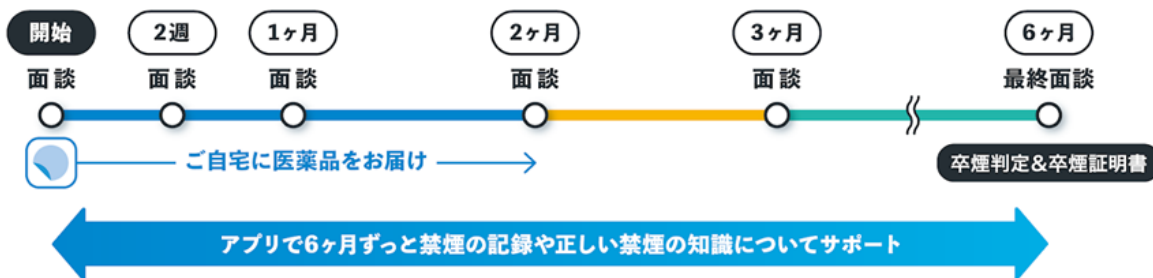 開始 2週 1ヶ月 2ヶ月 3ヶ月 6ヶ月
面談 面談 面談 面談 面談 最終面談
ご自宅に医薬品をお届け
卒煙判定&卒煙証明書
アプリで6ヶ月ずっと禁煙の記録や正しい禁煙の知識についてサポート